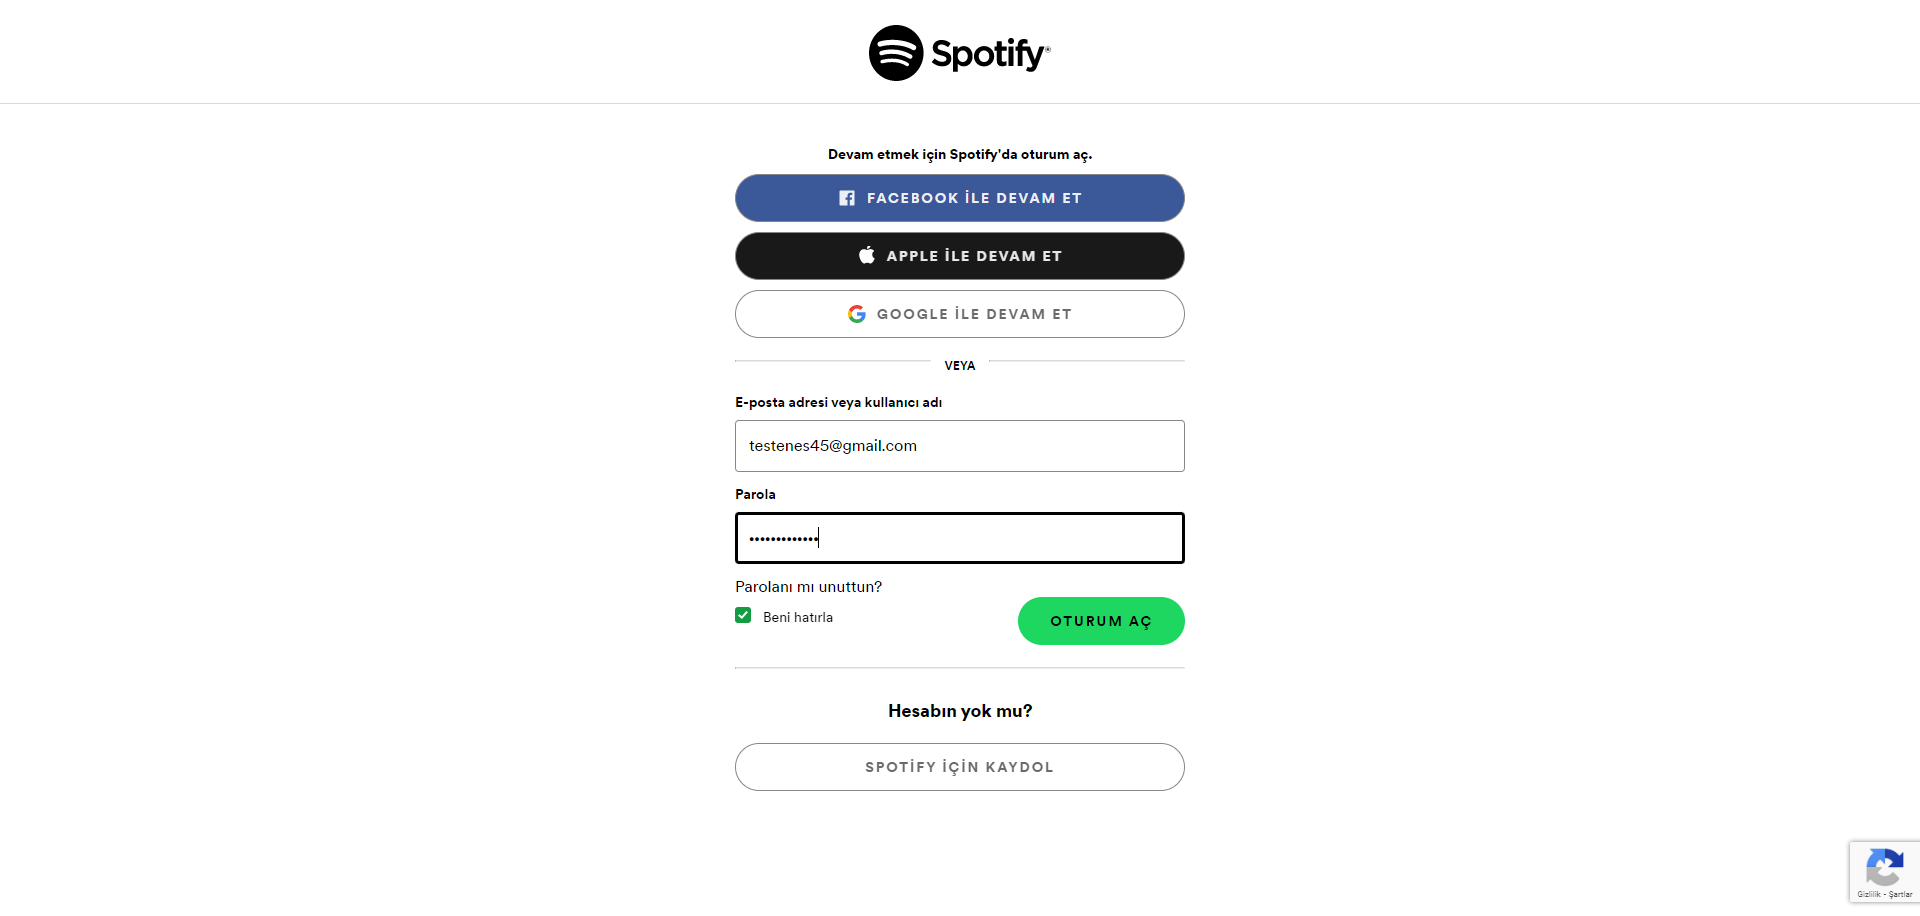 Spotify®
Devam etmek için Spotify'da oturum aç.
FACEBOOK İLE DEVAM ET
APPLE İLE DEVAM ET
GOOGLE İLE DEVAM ET
VEYA
E-posta adresi veya kullanıcı adı
testenes45@gmail.com
Parola
•••••••••••••
Parolanı mı unuttun?
Beni hatırla
OTURUM AÇ
Hesabın yok mu?
SPOTİFY İÇİN KAYDOL
Gizlilik - Şartlar